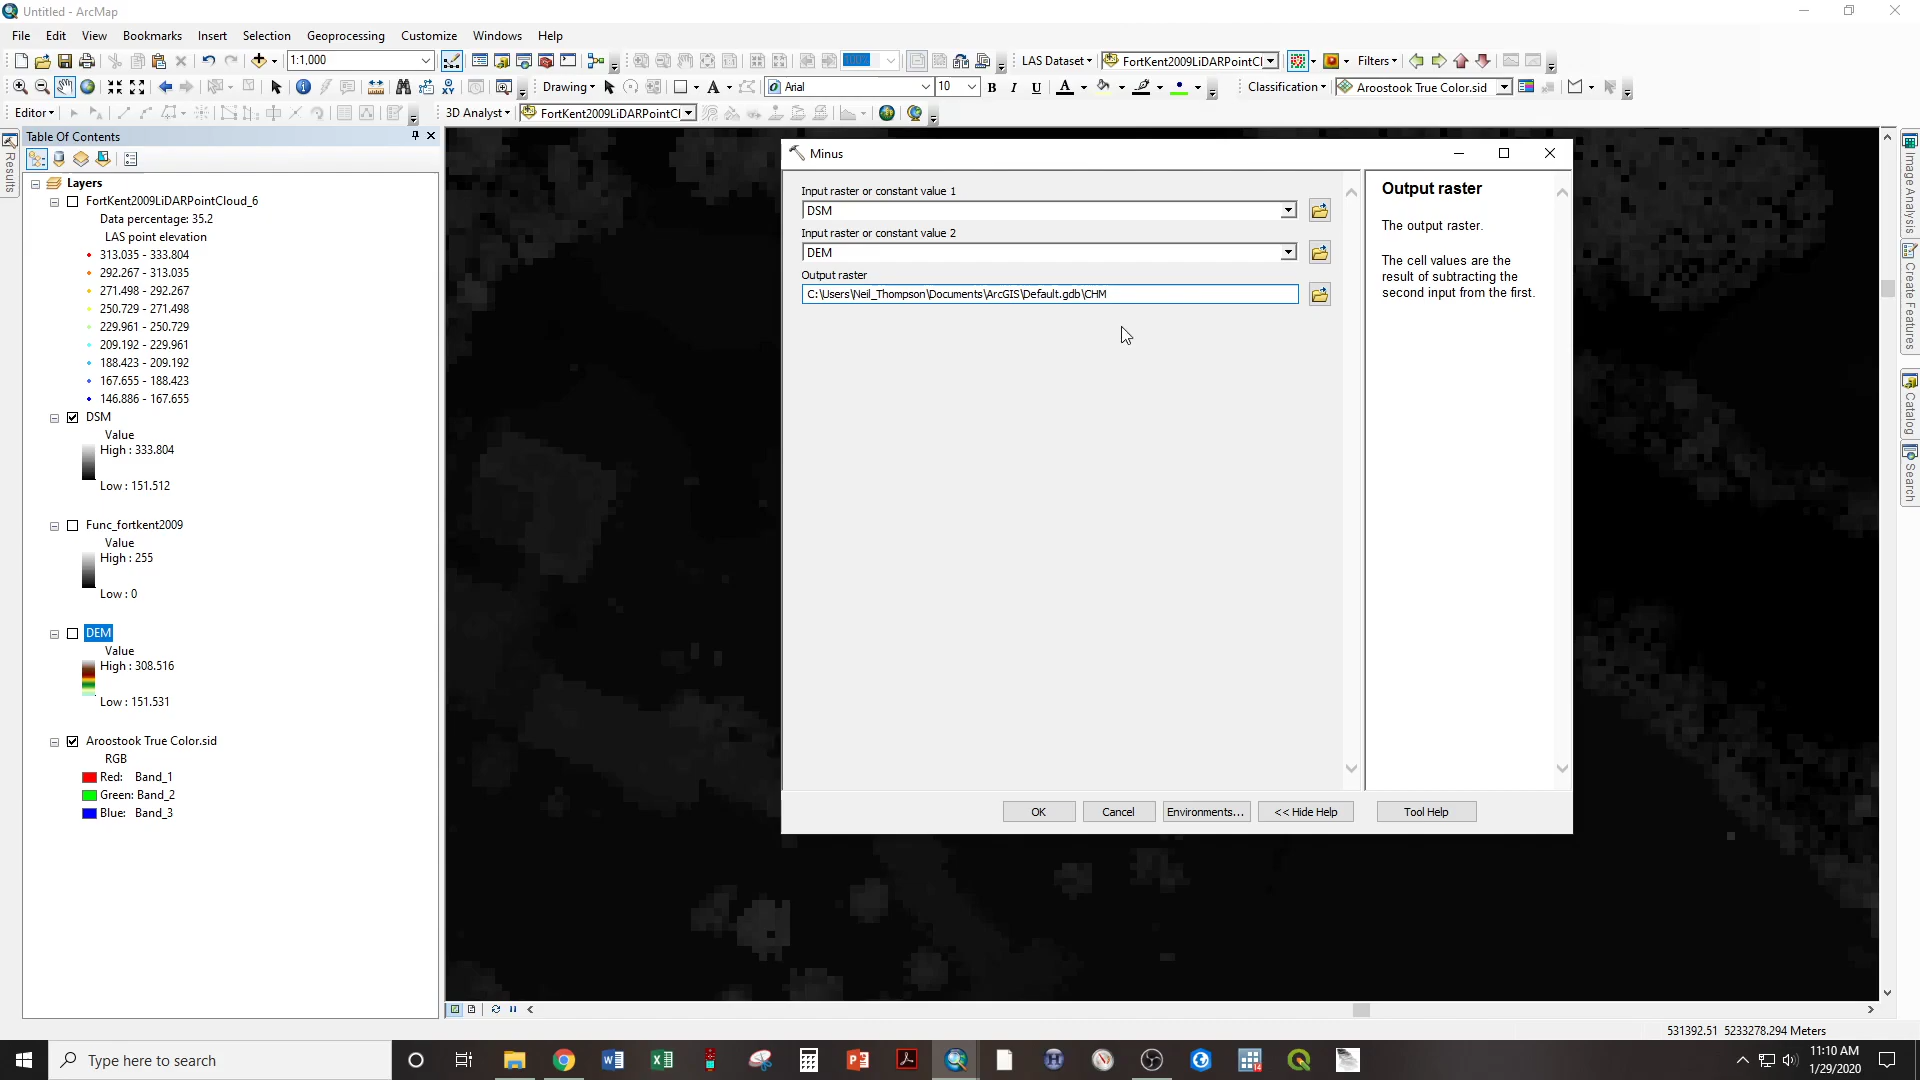 Untitled - ArcMap
File Edit View Bookmarks Insert Selection Geoprocessing Customize Windows Help
1:1,000
100%
LAS Dataset
FortKent2009LiDARPointCl
Filters
Drawing
Arial
10
B I U A
Classification
Aroostook True Color.sid
Editor
3D Analyst
FortKent2009LiDARPointCl
Table Of Contents
Results
Layers
FortKent2009LiDARPointCloud_6
Data percentage: 35.2
LAS point elevation
313.035 - 333.804
292.267 - 313.035
271.498 - 292.267
250.729 - 271.498
229.961 - 250.729
209.192 - 229.961
188.423 - 209.192
167.655 - 188.423
146.886 - 167.655
DSM
Value
High : 333.804
Low : 151.512
Func_fortkent2009
Value
High : 255
Low : 0
DEM
Value
High : 308.516
Low : 151.531
Aroostook True Color.sid
RGB
Red: Band_1
Green: Band_2
Blue: Band_3
Minus
Input raster or constant value 1
DSM
Input raster or constant value 2
DEM
Output raster
C:\Users\Neil_Thompson\Documents\ArcGIS\Default.gdb\CHM
OK
Cancel
Environments...
<< Hide Help
Tool Help
Output raster
The output raster.
The cell values are the
result of subtracting the
second input from the first.
Image Analysis
Create Features
Catalog
Search
531392.51 5233278.294 Meters
Type here to search
11:10 AM
1/29/2020